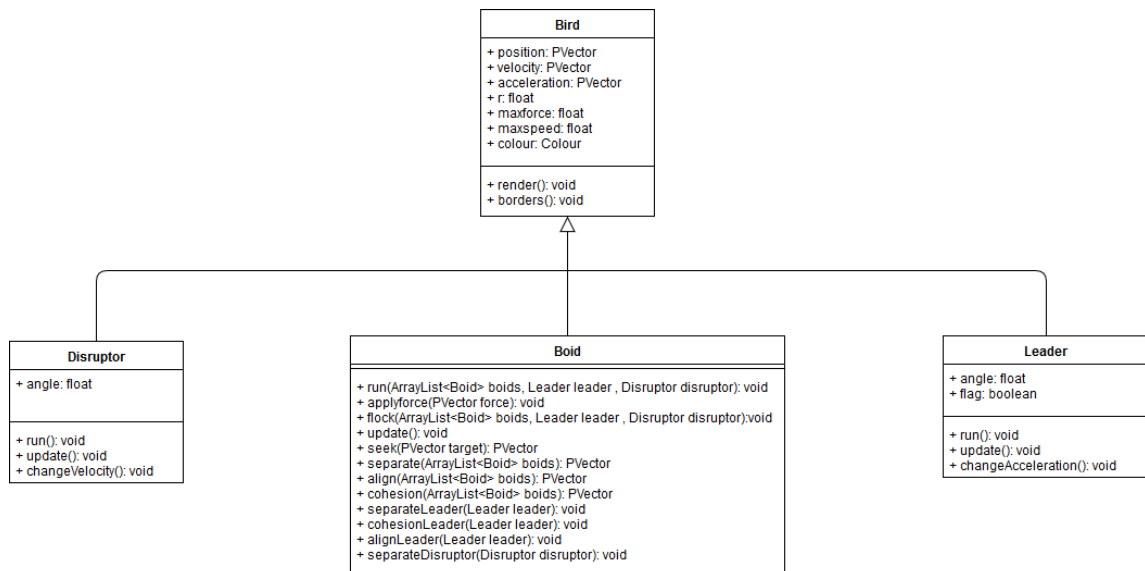 Bird
+ position: PVector
+ velocity: PVector
+ acceleration: PVector
+ r: float
+ maxforce: float
+ maxspeed: float
+ colour: Colour
+ render(): void
+ borders(): void
Disruptor
+ angle: float
+ run(): void
+ update(): void
+ changeVelocity(): void
Boid
+ run(ArrayList<Boid> boids, Leader leader , Disruptor disruptor): void
+ applyforce(PVector force): void
+ flock(ArrayList<Boid> boids, Leader leader , Disruptor disruptor):void
+ update(): void
+ seek(PVector target): PVector
+ separate(ArrayList<Boid> boids): PVector
+ align(ArrayList<Boid> boids): PVector
+ cohesion(ArrayList<Boid> boids): PVector
+ separateLeader(Leader leader): void
+ cohesionLeader(Leader leader): void
+ alignLeader(Leader leader): void
+ separateDisruptor(Disruptor disruptor): void
Leader
+ angle: float
+ flag: boolean
+ run(): void
+ update(): void
+ changeAcceleration(): void